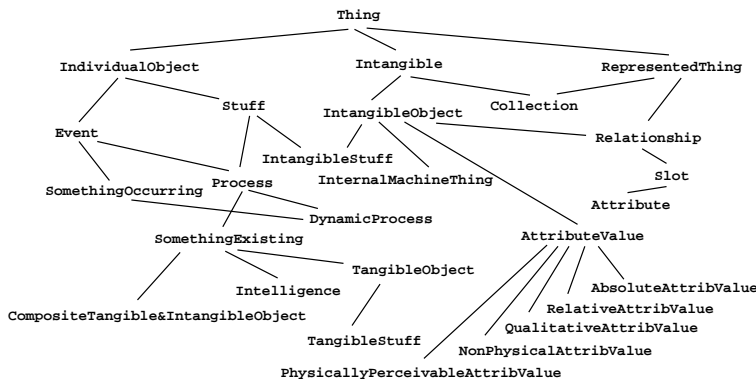 Thing
IndividualObject Intangible RepresentedThing
Stuff Collection
IntangibleObject
Event Relationship
IntangibleStuff
Process InternalMachineThing Slot
SomethingOccurring
DynamicProcess Attribute
SomethingExisting AttributeValue
TangibleObject
AbsoluteAttribValue
Intelligence
RelativeAttribValue
CompositeTangible&IntangibleObject
QualitativeAttribValue
TangibleStuff
NonPhysicalAttribValue
PhysicallyPerceivableAttribValue